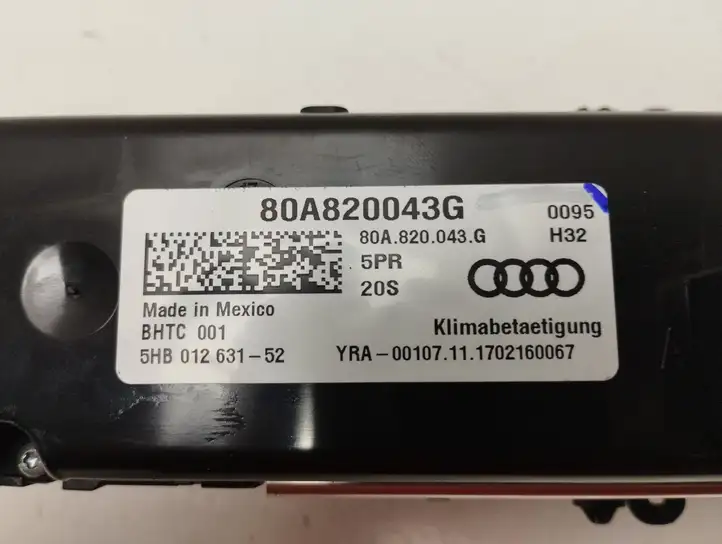 80A820043G
0095
80A.820.043.G
H32
5PR
20S
Made in Mexico
BHTC 001
Klimabetaetigung
5HB 012 631-52
YRA-00107.11.1702160067